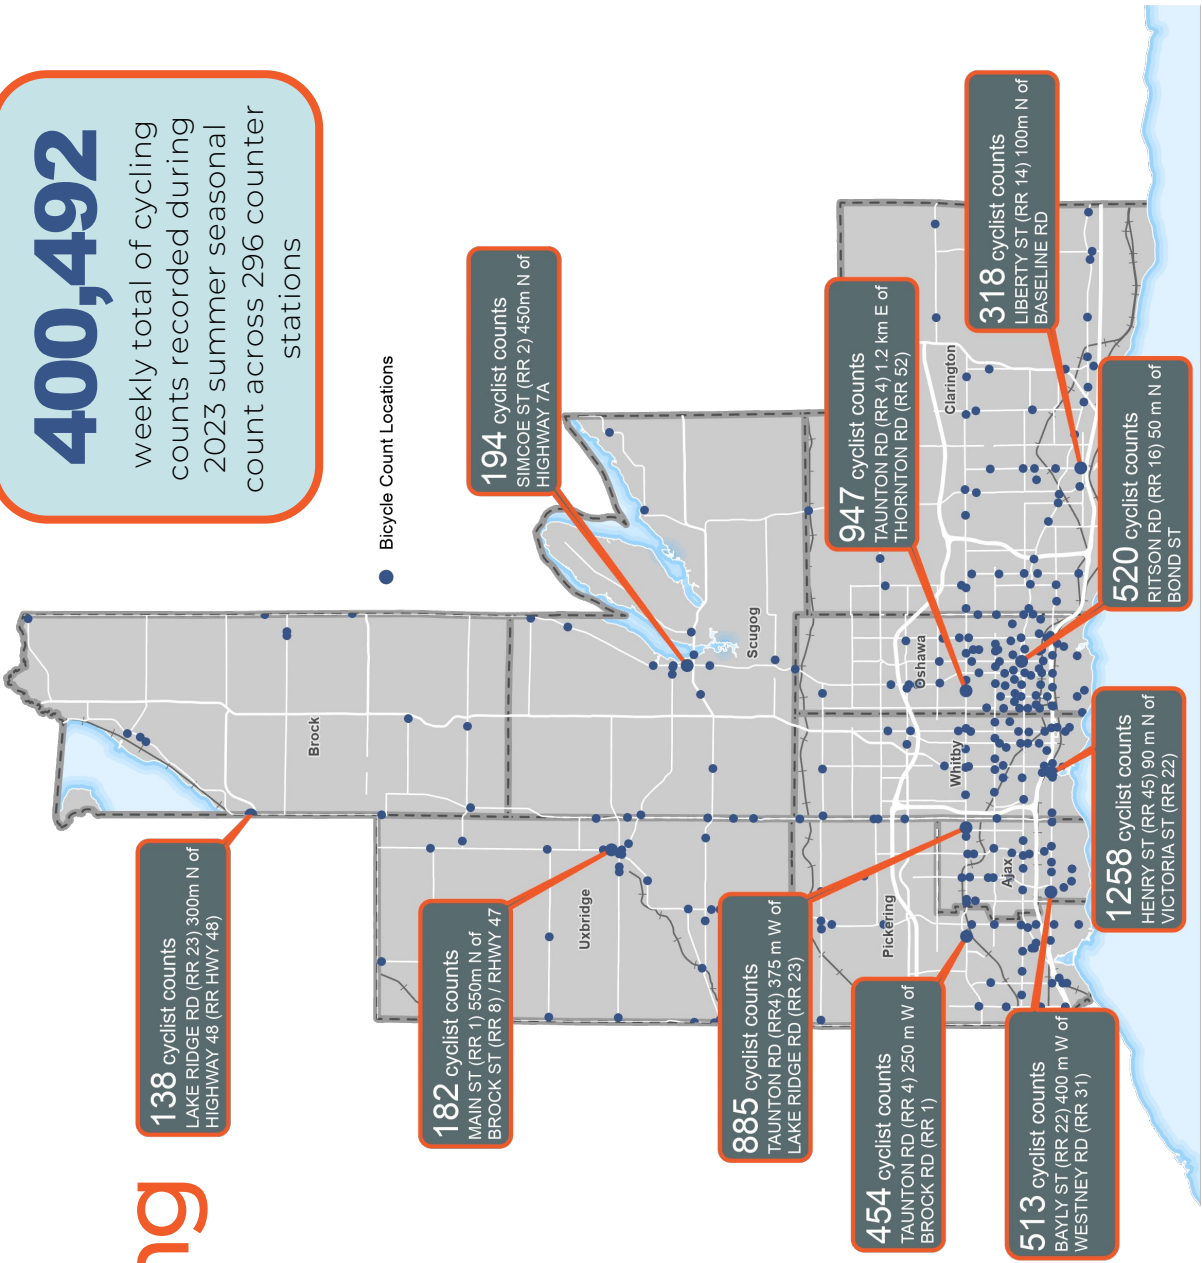 ng
400,492
weekly total of cycling
counts recorded during
2023 summer seasonal
count across 296 counter
stations
Bicycle Count Locations
138 cyclist counts
LAKE RIDGE RD (RR 23) 300m N of
HIGHWAY 48 (RR HWY 48)
182 cyclist counts
MAIN ST (RR 1) 550m N of
BROCK ST (RR 8) / RHWY 47
194 cyclist counts
SIMCOE ST (RR 2) 450m N of
HIGHWAY 7A
885 cyclist counts
TAUNTON RD (RR4) 375 m W of
LAKE RIDGE RD (RR 23)
947 cyclist counts
TAUNTON RD (RR 4) 1.2 km E of
THORNTON RD (RR 52)
454 cyclist counts
TAUNTON RD (RR 4) 250 m W of
BROCK RD (RR 1)
318 cyclist counts
LIBERTY ST (RR 14) 100m N of
BASELINE RD
513 cyclist counts
BAYLY ST (RR 22) 400 m W of
WESTNEY RD (RR 31)
1258 cyclist counts
HENRY ST (RR 45) 90 m N of
VICTORIA ST (RR 22)
520 cyclist counts
RITSON RD (RR 16) 50 m N of
BOND ST
Brock
Uxbridge
Scugog
Pickering
Ajax
Whitby
Oshawa
Clarington